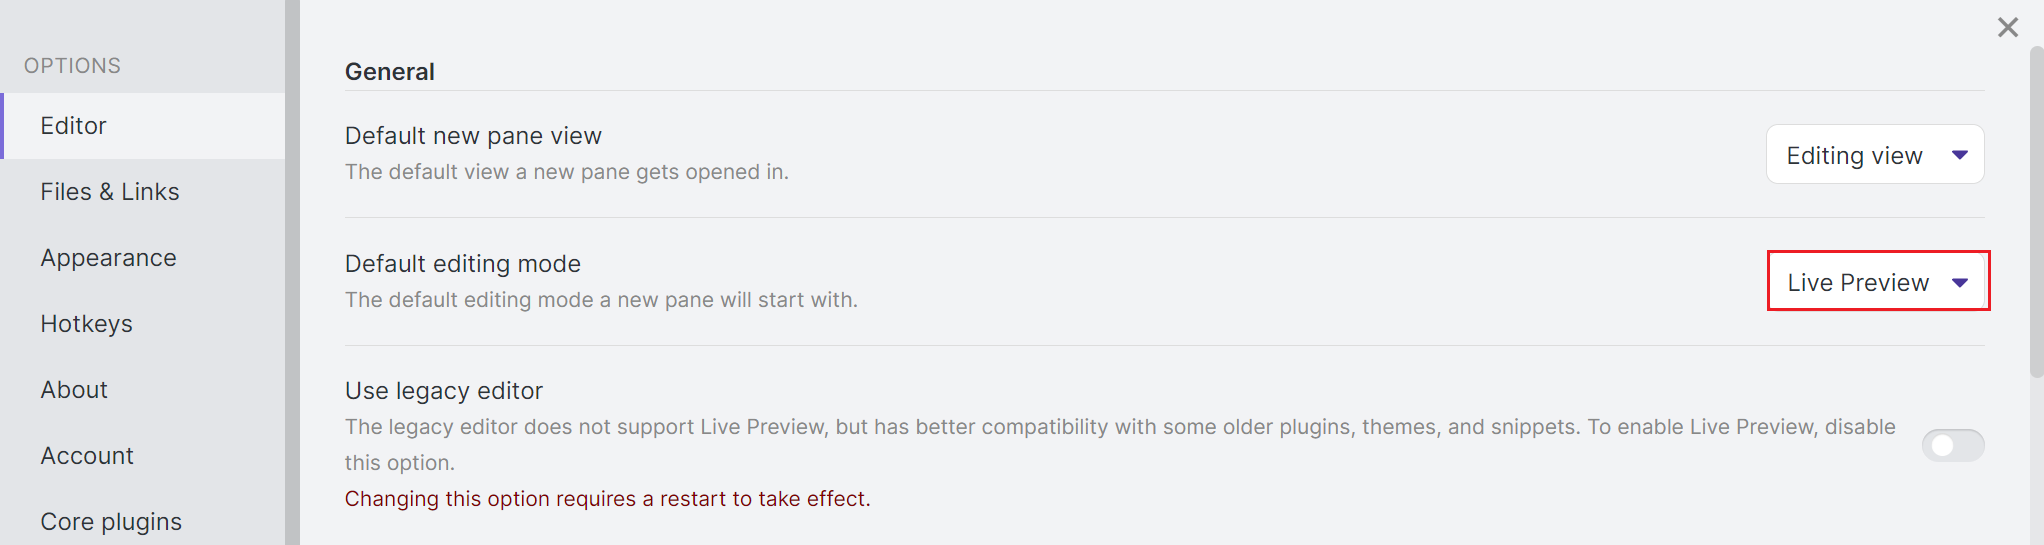 OPTIONS
Editor
Files & Links
Appearance
Hotkeys
About
Account
Core plugins
General
Default new pane view
The default view a new pane gets opened in.
Editing view
Default editing mode
The default editing mode a new pane will start with.
Live Preview
Use legacy editor
The legacy editor does not support Live Preview, but has better compatibility with some older plugins, themes, and snippets. To enable Live Preview, disable
this option.
Changing this option requires a restart to take effect.